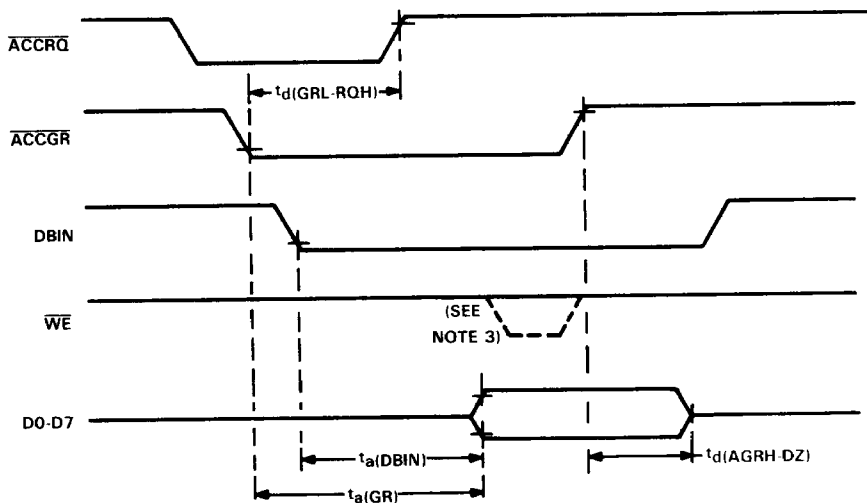 ACCRQ
td(GRL-RQH)
ACCGR
DBIN
WE
(SEE
NOTE 3)
D0-D7
ta(DBIN)
td(AGRH-DZ)
ta(GR)